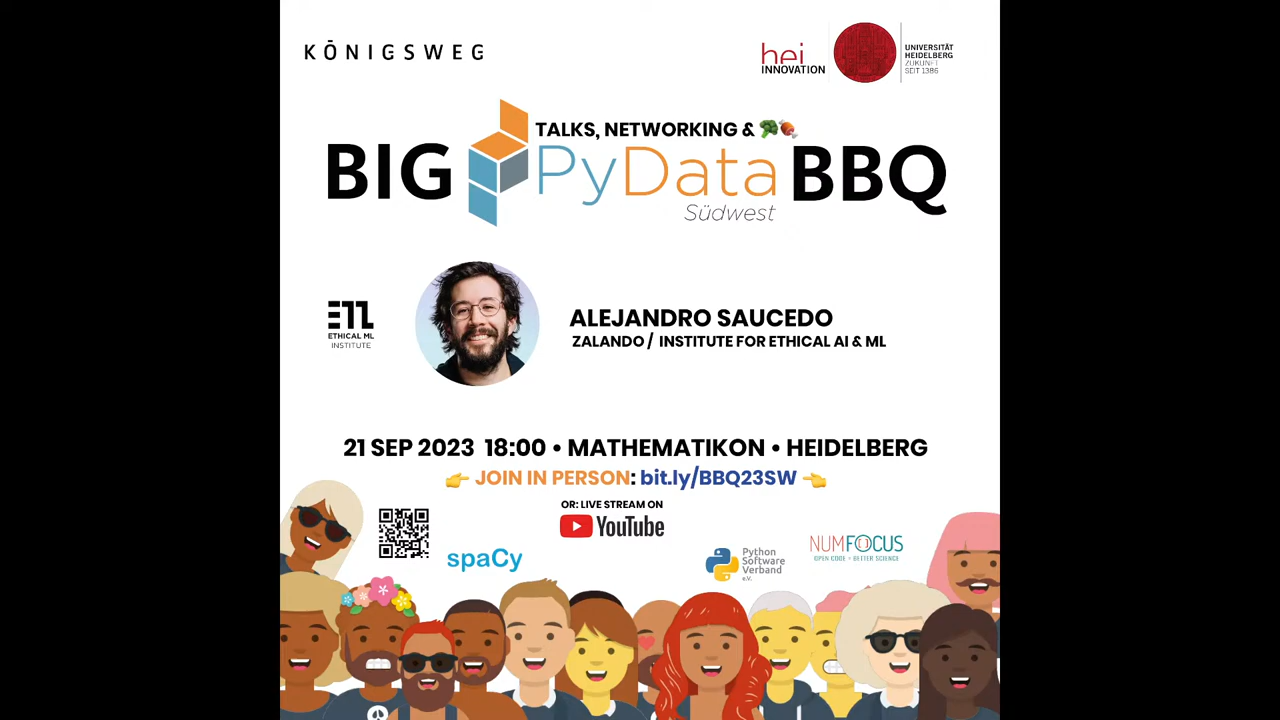 KÖNIGSWEG
hei
INNOVATION
UNIVERSITÄT
HEIDELBERG
ZUKUNFT
SEIT 1386
TALKS, NETWORKING & 🥦🍖
BIG PyData BBQ
Südwest
ETHICAL ML
INSTITUTE
ALEJANDRO SAUCEDO
ZALANDO / INSTITUTE FOR ETHICAL AI & ML
21 SEP 2023 18:00 • MATHEMATIKON • HEIDELBERG
👉 JOIN IN PERSON: bit.ly/BBQ23SW 👈
OR: LIVE STREAM ON
YouTube
spaCy
Python
Software
Verband
e.V.
NUMFOCUS
OPEN CODE = BETTER SCIENCE